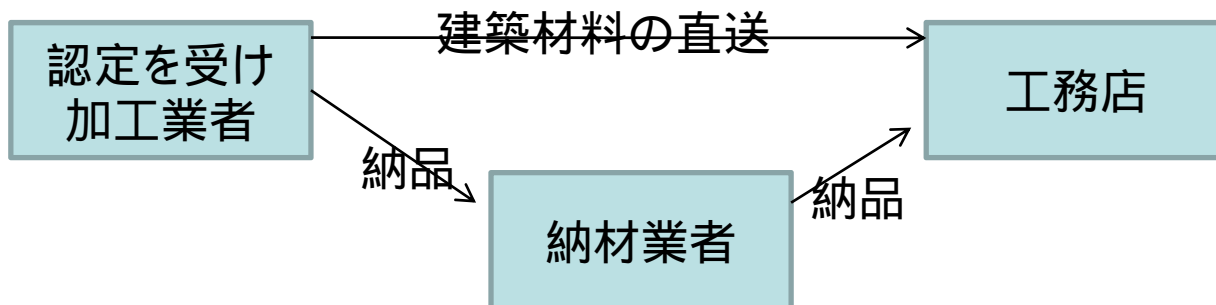 建築材料の直送
認定を受け
加工業者
工務店
納品
納品
納材業者